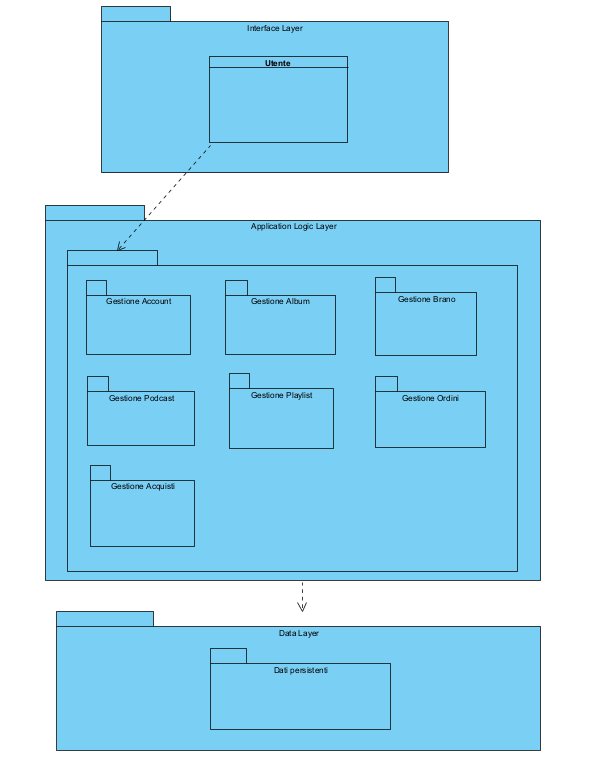 Interface Layer
Utente
Application Logic Layer
Gestione Account
Gestione Album
Gestione Brano
Gestione Podcast
Gestione Playlist
Gestione Ordini
Gestione Acquisti
Data Layer
Dati persistenti